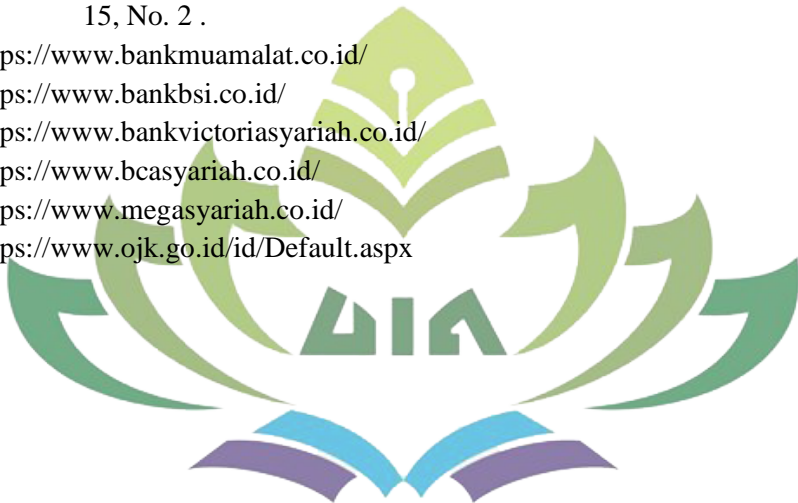 15, No. 2 .
ps://www.bankmuamalat.co.id/
ps://www.bankbsi.co.id/
ps://www.bankvictoriasyariah.co.id/
ps://www.bcasyariah.co.id/
ps://www.megasyariah.co.id/
ps://www.ojk.go.id/id/Default.aspx
UIN